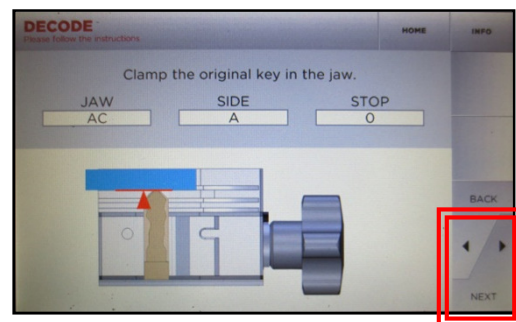 DECODE
Please follow the instructions
HOME
INFO
Clamp the original key in the jaw.
JAW
SIDE
STOP
AC
A
0
BACK
NEXT